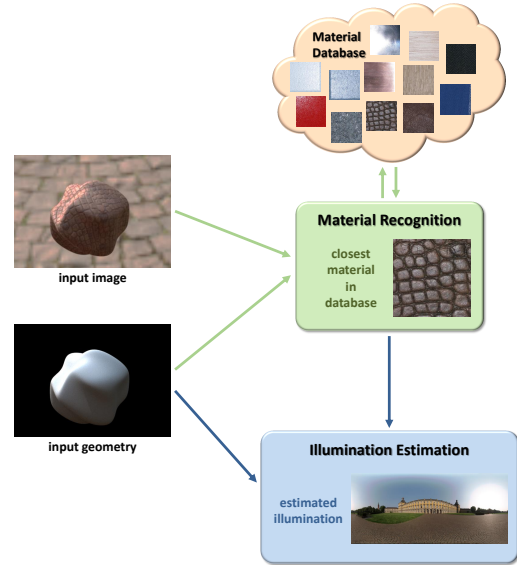 Material
Database
Material Recognition
closest
material
in
database
input image
input geometry
Illumination Estimation
estimated
illumination